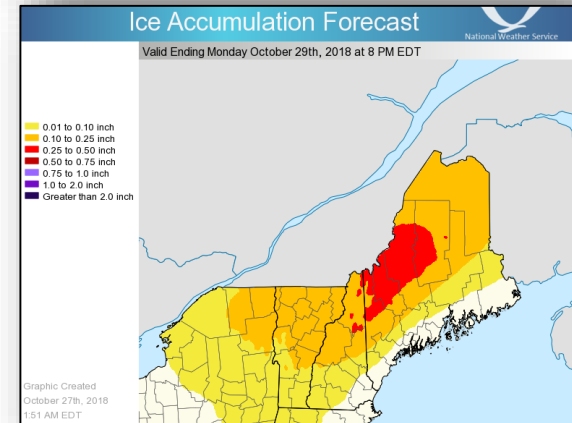 Ice Accumulation Forecast
National Weather Service
Valid Ending Monday October 29th, 2018 at 8 PM EDT
0.01 to 0.10 inch
0.10 to 0.25 inch
0.25 to 0.50 inch
0.50 to 0.75 inch
0.75 to 1.0 inch
1.0 to 2.0 inch
Greater than 2.0 inch
Graphic Created
October 27th, 2018
1:51 AM EDT